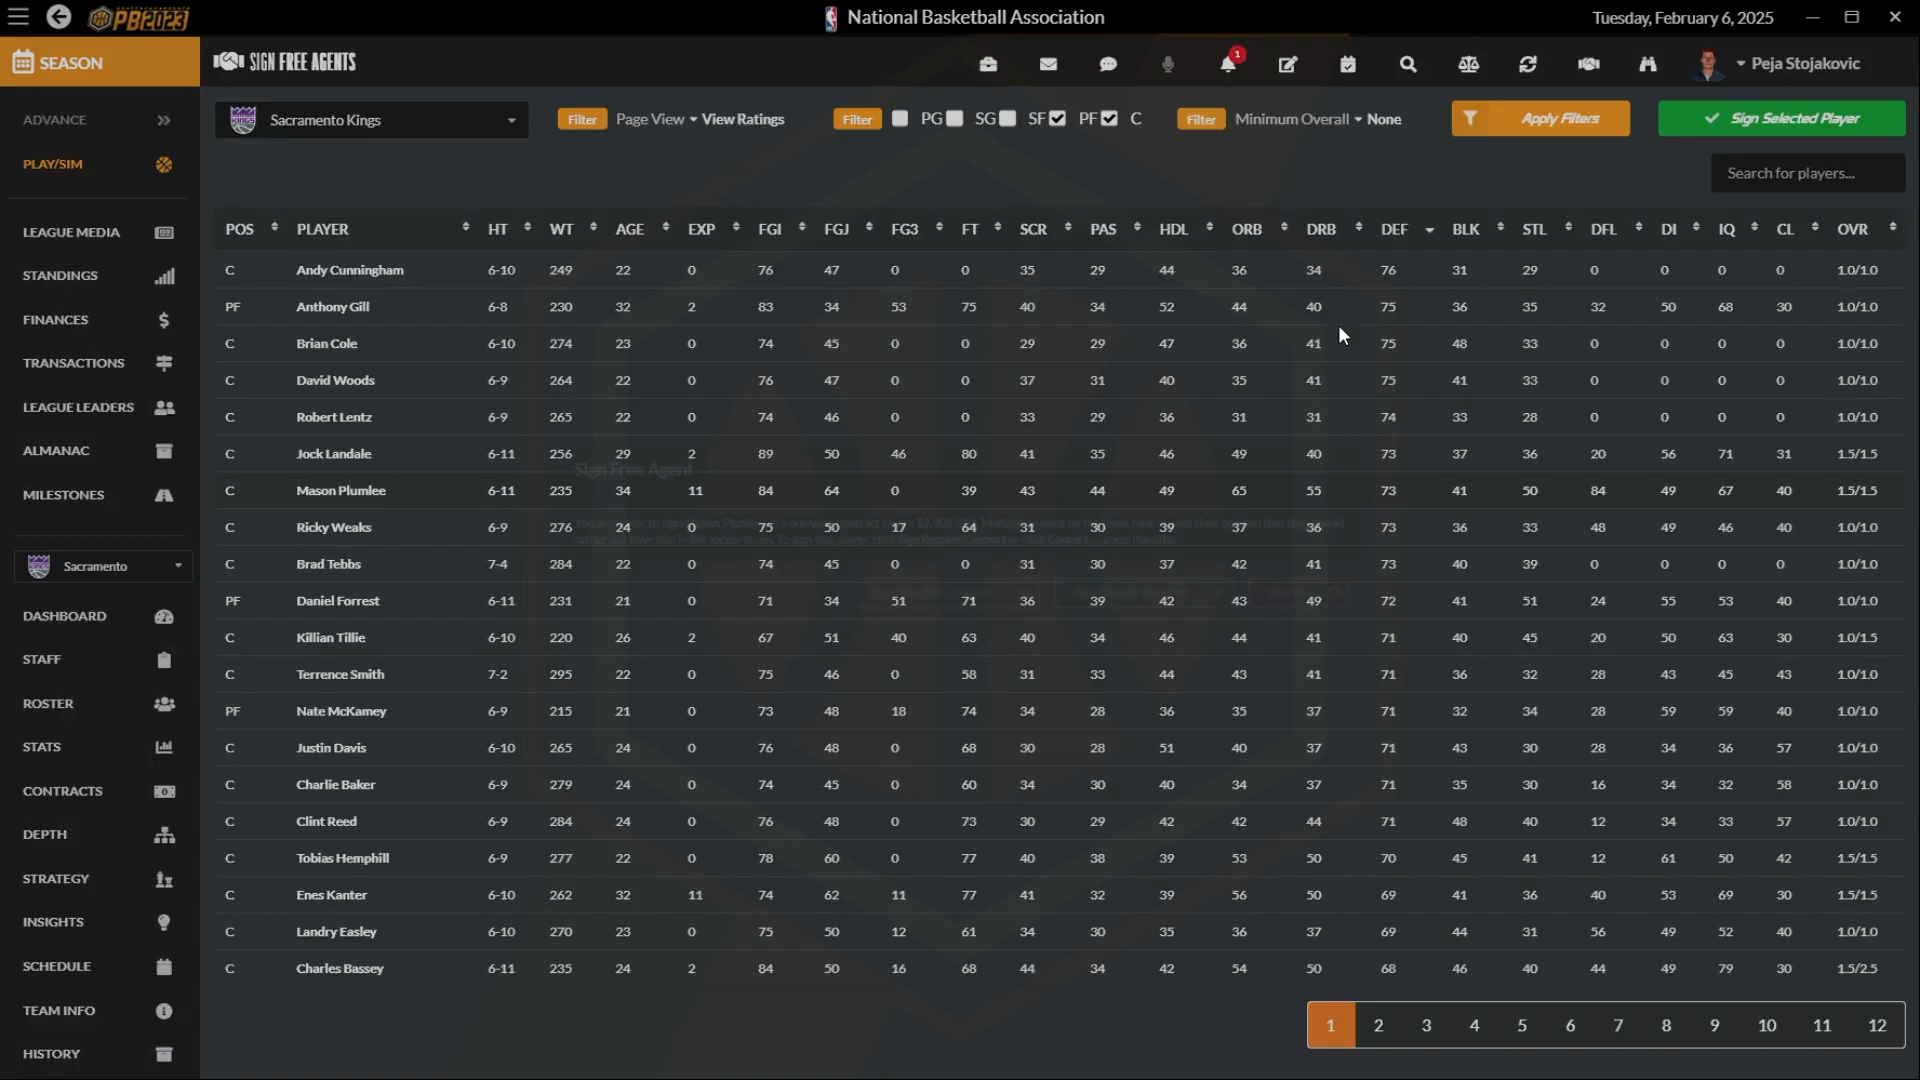 PB2023
National Basketball Association
Tuesday, February 6, 2025
SEASON
SIGN FREE AGENTS
1
Peja Stojakovic
ADVANCE
Sacramento Kings
Filter Page View View Ratings
Filter PG SG SF PF C
Filter Minimum Overall None
Apply Filters
Sign Selected Player
PLAY/SIM
Search for players...
POS PLAYER HT WT AGE EXP FGI FGJ FG3 FT SCR PAS HDL ORB DRB DEF BLK STL DFL DI IQ CL OVR
C Andy Cunningham 6-10 249 22 0 76 47 0 0 35 29 44 36 34 76 31 29 0 0 0 0 1.0/1.0
PF Anthony Gill 6-8 230 32 2 83 34 53 75 40 34 52 44 40 75 36 35 32 50 68 30 1.0/1.0
C Brian Cole 6-10 274 23 0 74 45 0 0 29 29 47 36 41 75 48 33 0 0 0 0 1.0/1.0
C David Woods 6-9 264 22 0 76 47 0 0 37 31 40 35 41 75 41 33 0 0 0 0 1.0/1.0
C Robert Lentz 6-9 265 22 0 74 46 0 0 33 29 36 31 31 74 33 28 0 0 0 0 1.0/1.0
C Jock Landale 6-11 256 29 2 89 50 46 80 41 35 46 49 40 73 37 36 20 56 71 31 1.5/1.5
C Mason Plumlee 6-11 235 34 11 84 64 0 39 43 44 49 65 55 73 41 50 84 49 67 40 1.5/1.5
C Ricky Weaks 6-9 276 24 0 75 50 17 64 31 30 39 37 36 73 36 33 48 49 46 40 1.0/1.0
C Brad Tebbs 7-4 284 22 0 74 45 0 0 31 30 37 42 41 73 40 39 0 0 0 0 1.0/1.0
PF Daniel Forrest 6-11 231 21 0 71 34 51 71 36 39 42 43 49 72 41 51 24 55 53 40 1.0/1.0
C Killian Tillie 6-10 220 26 2 67 51 40 63 40 34 46 44 41 71 40 45 20 50 63 30 1.0/1.5
C Terrence Smith 7-2 295 22 0 75 46 0 58 31 33 44 43 41 71 36 32 28 43 45 43 1.0/1.0
PF Nate McKamey 6-9 215 21 0 73 48 18 74 34 28 36 35 37 71 32 34 28 59 59 40 1.0/1.0
C Justin Davis 6-10 265 24 0 76 48 0 68 30 28 51 40 37 71 43 30 28 34 36 57 1.0/1.0
C Charlie Baker 6-9 279 24 0 74 45 0 60 34 30 40 34 37 71 35 30 16 34 32 58 1.0/1.0
C Clint Reed 6-9 284 24 0 76 48 0 73 30 29 42 42 44 71 48 40 12 34 33 57 1.0/1.0
C Tobias Hemphill 6-9 277 22 0 78 60 0 77 40 38 39 53 50 70 45 41 12 61 50 42 1.5/1.5
C Enes Kanter 6-10 262 32 11 74 62 11 77 41 32 39 56 50 69 41 36 40 53 69 30 1.5/1.5
C Landry Easley 6-10 270 23 0 75 50 12 61 34 30 35 36 37 69 44 31 56 49 52 40 1.0/1.0
C Charles Bassey 6-11 235 24 2 84 50 16 68 44 34 42 54 50 68 46 40 44 49 79 30 1.5/2.5
Sign Free Agent
LEAGUE MEDIA
STANDINGS
FINANCES
TRANSACTIONS
LEAGUE LEADERS
ALMANAC
MILESTONES
Sacramento
DASHBOARD
STAFF
ROSTER
STATS
CONTRACTS
DEPTH
STRATEGY
INSIGHTS
SCHEDULE
TEAM INFO
HISTORY
1 2 3 4 5 6 7 8 9 10 11 12